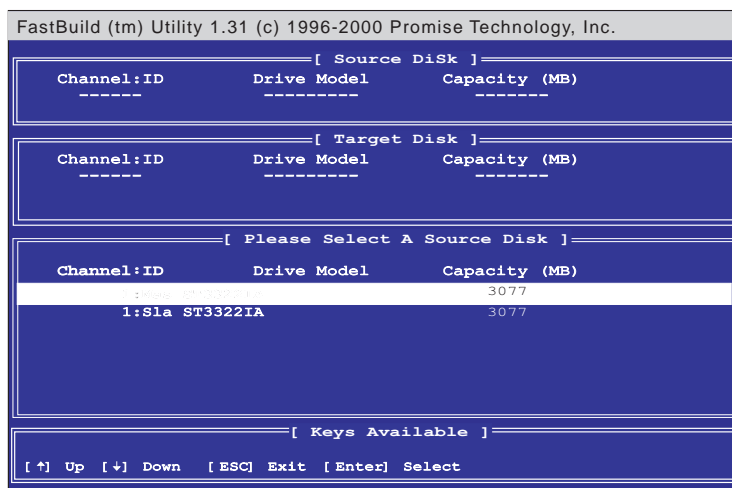 FastBuild (tm) Utility 1.31 (c) 1996-2000 Promise Technology, Inc.
[ Source DiSk ]
Channel:ID Drive Model Capacity (MB)
------ --------- -------
[ Target Disk ]
Channel:ID Drive Model Capacity (MB)
------ --------- -------
[ Please Select A Source Disk ]
Channel:ID Drive Model Capacity (MB)
3077
1:Sla ST3322IA 3077
[ Keys Available ]
[↑] Up [↓] Down [ESC] Exit [Enter] Select